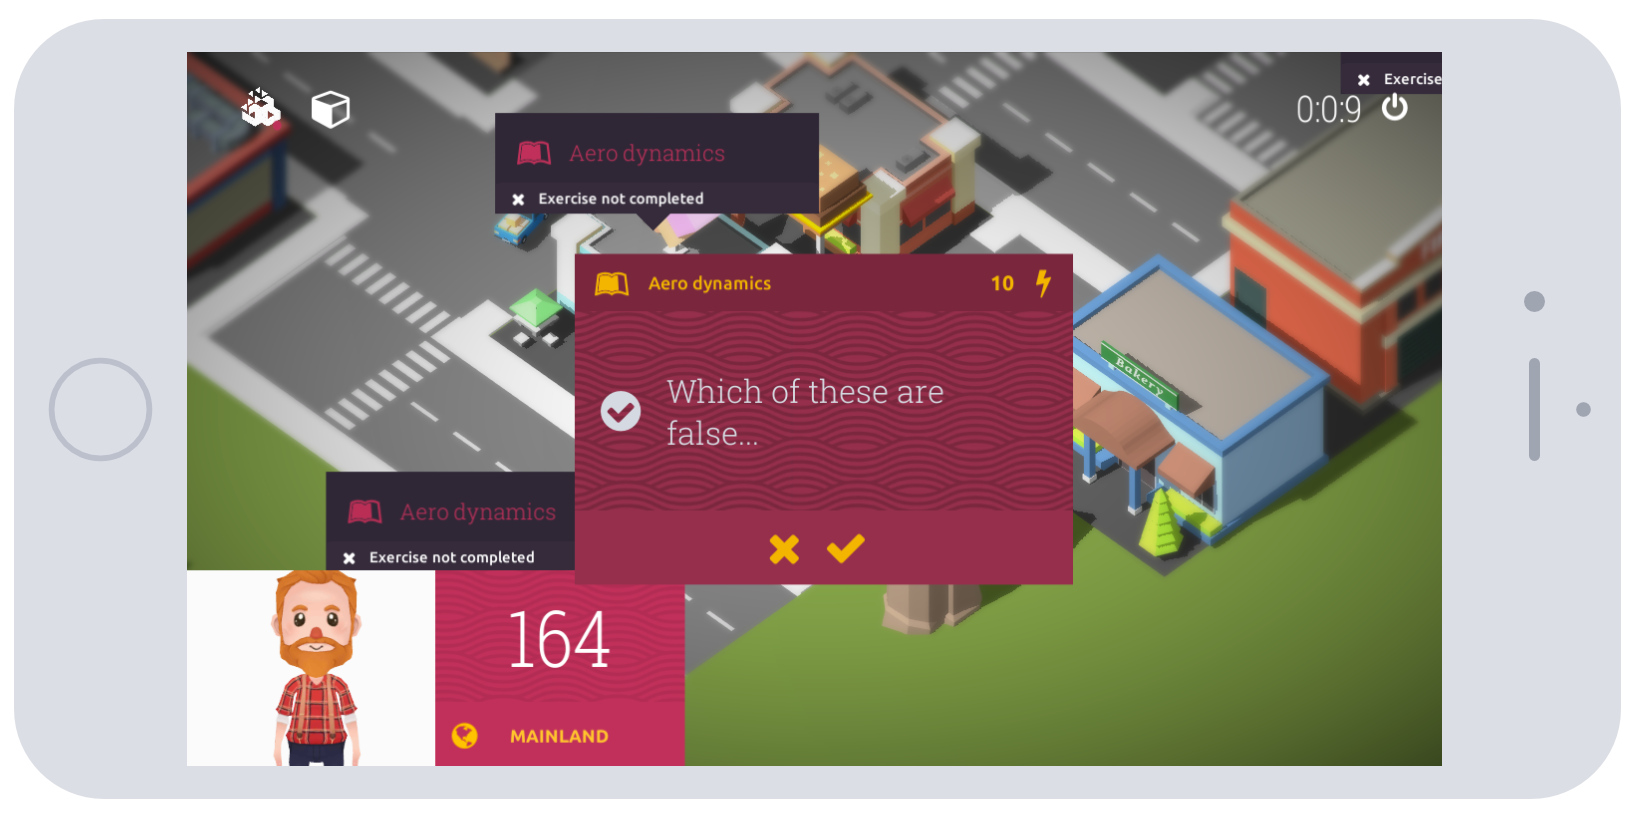 Exercise
0:0:9
Aero dynamics
Exercise not completed
Aero dynamics
10
Which of these are
false...
Bakery
Aero dynamics
Exercise not completed
164
MAINLAND